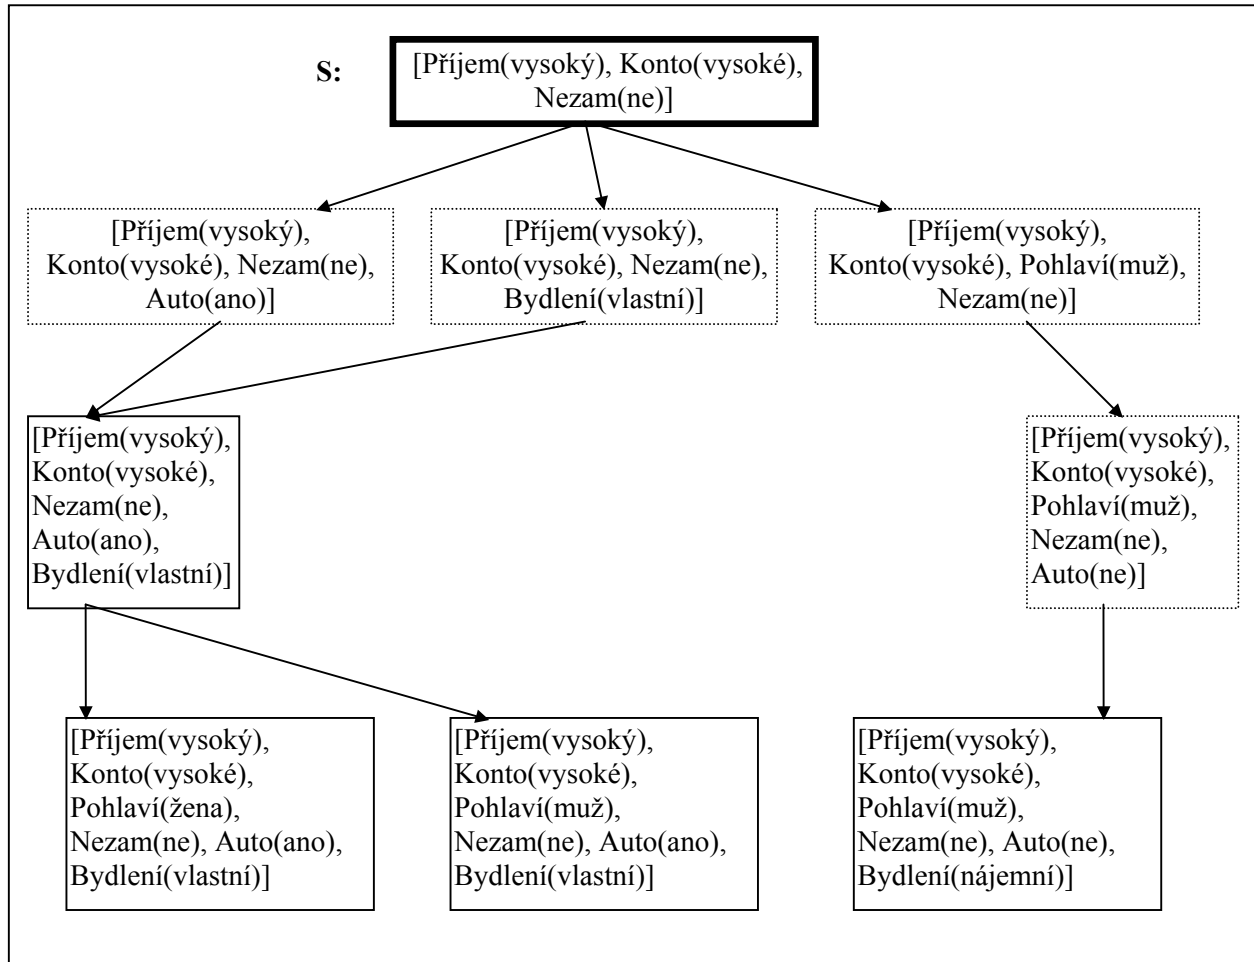 S:
[Příjem(vysoký), Konto(vysoké),
Nezam(ne)]
[Příjem(vysoký),
Konto(vysoké), Nezam(ne),
Auto(ano)]
[Příjem(vysoký),
Konto(vysoké), Nezam(ne),
Bydlení(vlastní)]
[Příjem(vysoký),
Konto(vysoké), Pohlaví(muž),
Nezam(ne)]
[Příjem(vysoký),
Konto(vysoké),
Nezam(ne),
Auto(ano),
Bydlení(vlastní)]
[Příjem(vysoký),
Konto(vysoké),
Pohlaví(muž),
Nezam(ne),
Auto(ne)]
[Příjem(vysoký),
Konto(vysoké),
Pohlaví(žena),
Nezam(ne), Auto(ano),
Bydlení(vlastní)]
[Příjem(vysoký),
Konto(vysoké),
Pohlaví(muž),
Nezam(ne), Auto(ano),
Bydlení(vlastní)]
[Příjem(vysoký),
Konto(vysoké),
Pohlaví(muž),
Nezam(ne), Auto(ne),
Bydlení(nájemní)]